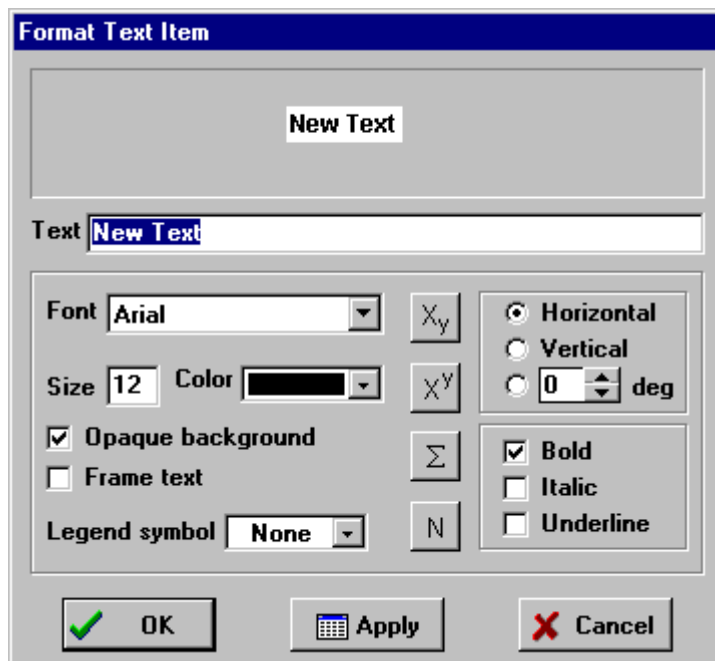 Format Text Item
New Text
Text New Text
Font Arial
Size 12 Color
Opaque background
Frame text
Legend symbol None
Xy
Xy
Σ
N
Horizontal
Vertical
0 deg
Bold
Italic
Underline
OK Apply Cancel